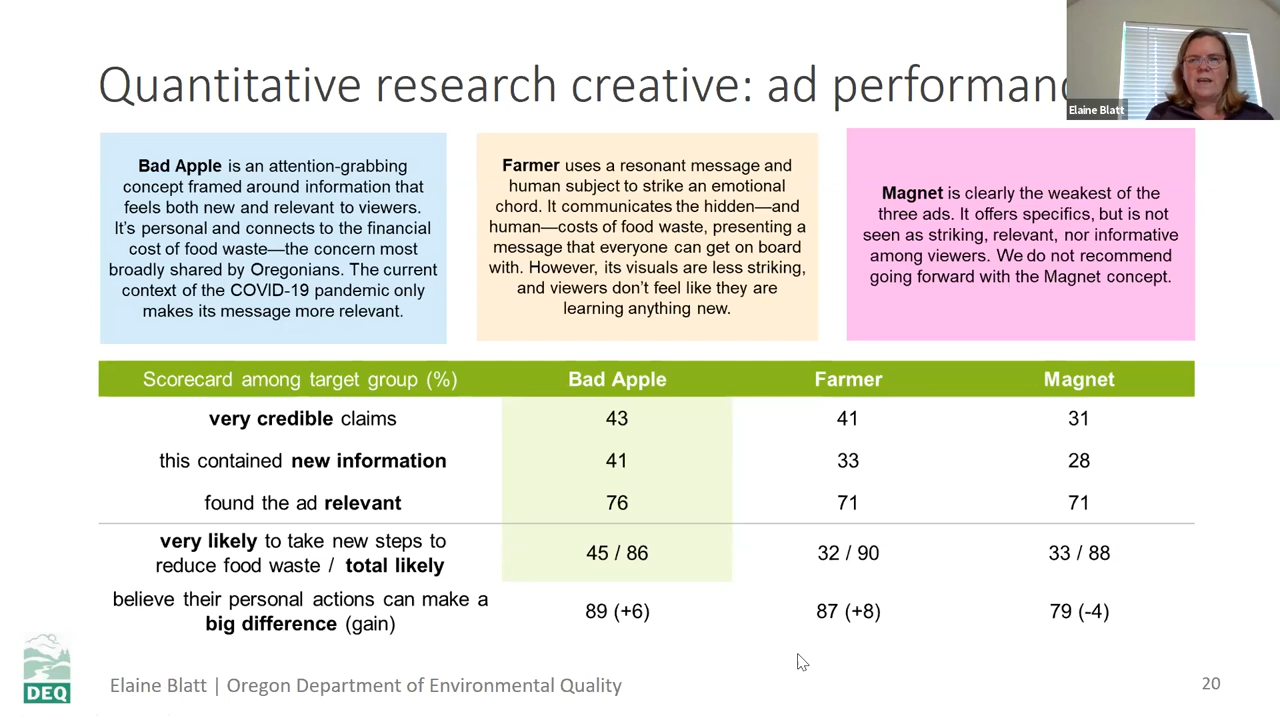 Quantitative research creative: ad performanc
Elaine Blatt
Bad Apple is an attention-grabbing
concept framed around information that
feels both new and relevant to viewers.
It's personal and connects to the financial
cost of food waste—the concern most
broadly shared by Oregonians. The current
context of the COVID-19 pandemic only
makes its message more relevant.
Farmer uses a resonant message and
human subject to strike an emotional
chord. It communicates the hidden—and
human—costs of food waste, presenting a
message that everyone can get on board
with. However, its visuals are less striking,
and viewers don't feel like they are
learning anything new.
Magnet is clearly the weakest of the
three ads. It offers specifics, but is not
seen as striking, relevant, nor informative
among viewers. We do not recommend
going forward with the Magnet concept.
Scorecard among target group (%) Bad Apple Farmer Magnet
very credible claims 43 41 31
this contained new information 41 33 28
found the ad relevant 76 71 71
very likely to take new steps to
reduce food waste / total likely 45 / 86 32 / 90 33 / 88
believe their personal actions can make a
big difference (gain) 89 (+6) 87 (+8) 79 (-4)
DEQ
Elaine Blatt | Oregon Department of Environmental Quality
20